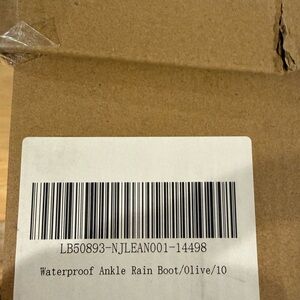 LB50893-NJLEAN001-14498
Waterproof Ankle Rain Boot/Olive/10